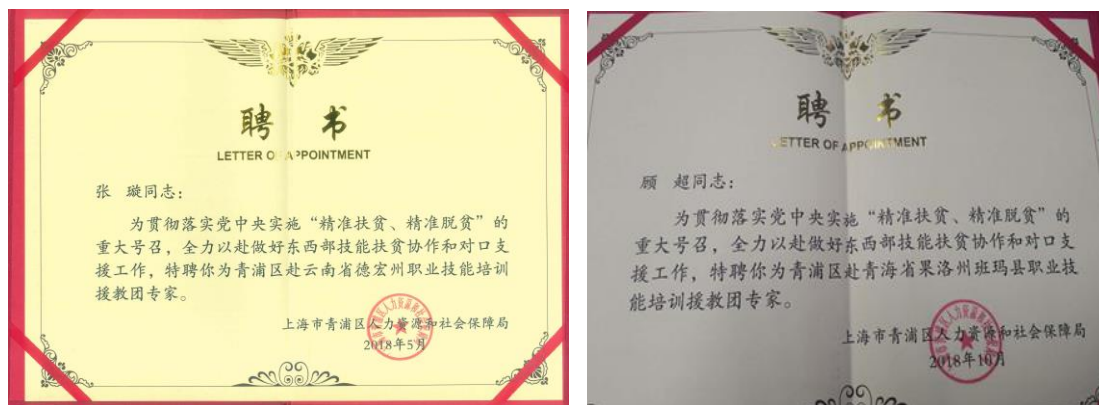 聘 书
LETTER OF APPOINTMENT
张 璇同志：
为贯彻落实党中央实施“精准扶贫、精准脱贫”的
重大号召，全力以赴做好东西部技能扶贫协作和对口支
援工作，特聘你为青浦区赴云南省德宏州职业技能培训
援教团专家。
上海市青浦区人力资源和社会保障局
2018年5月
聘 书
LETTER OF APPOINTMENT
顾 超同志：
为贯彻落实党中央实施“精准扶贫、精准脱贫”的
重大号召，全力以赴做好东西部技能扶贫协作和对口支
援工作，特聘你为青浦区赴青海省果洛州班玛县职业技
能培训援教团专家。
上海市青浦区人力资源和社会保障局
2018年10月